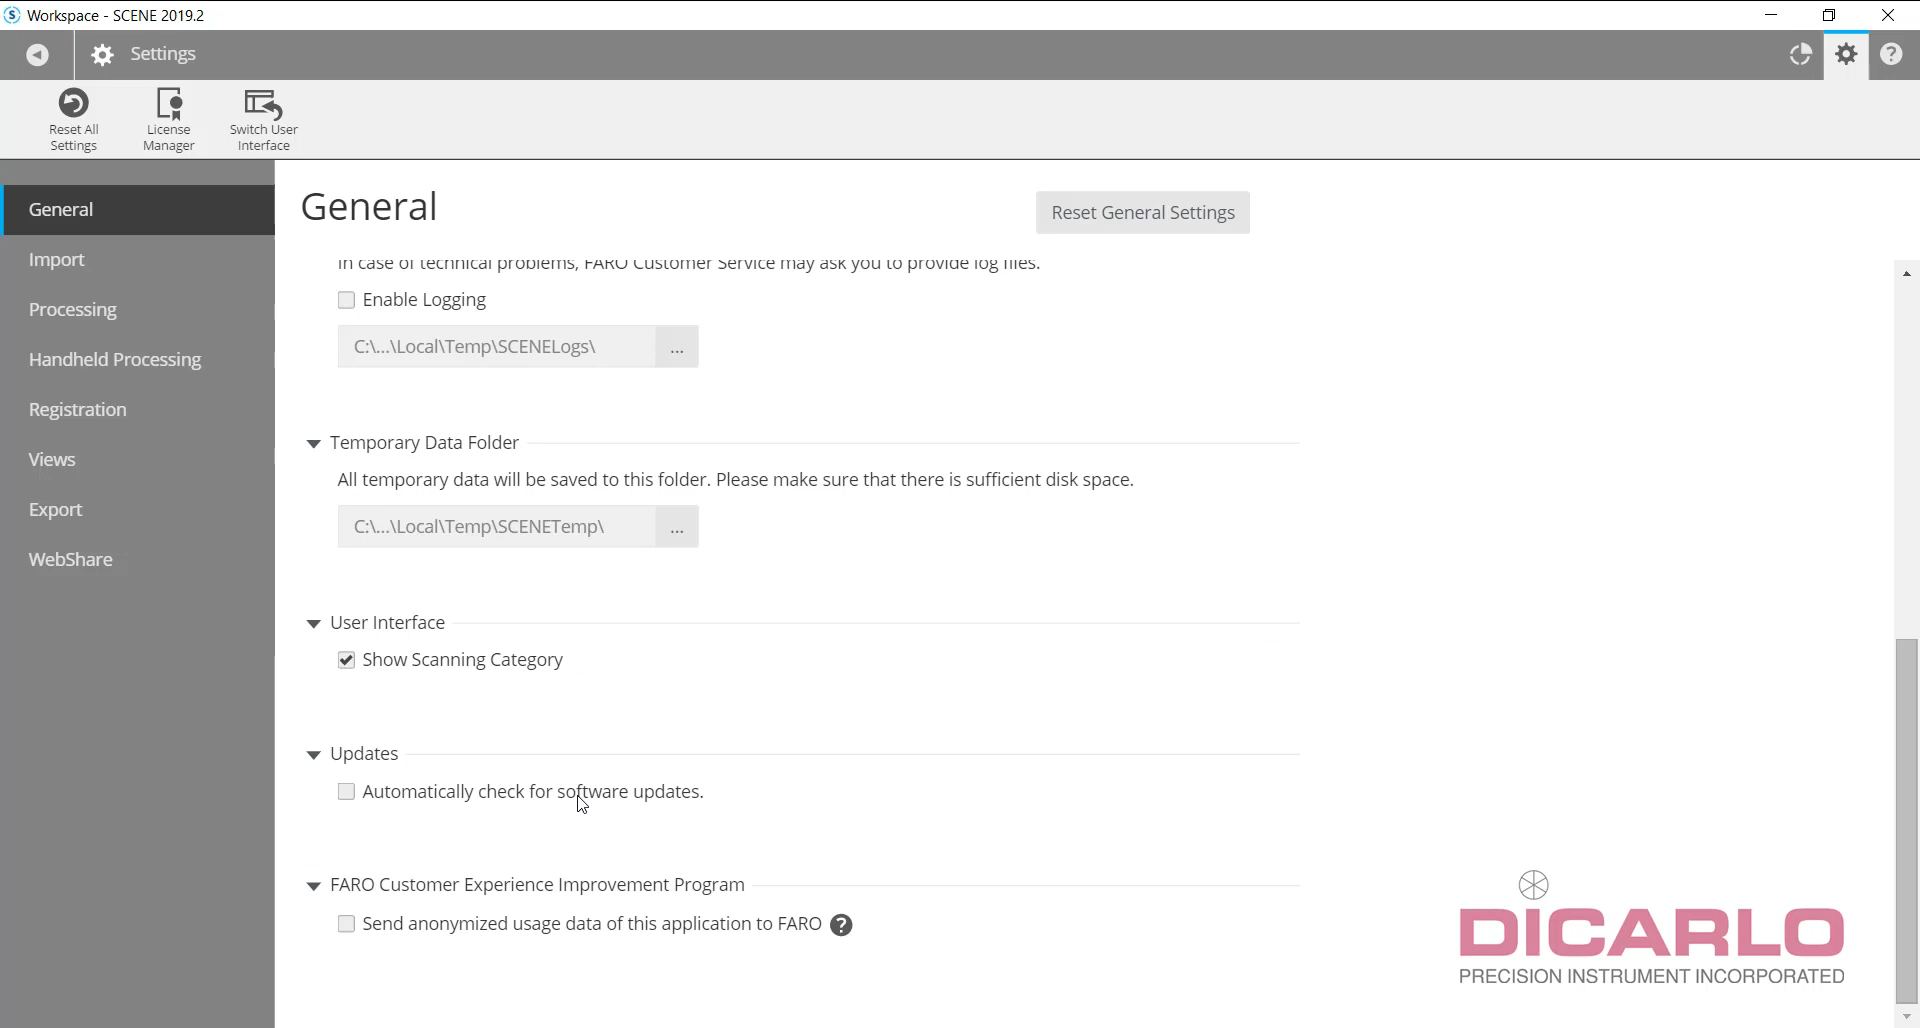 Workspace - SCENE 2019.2
Settings
Reset All
Settings
License
Manager
Switch User
Interface
General
Import
Processing
Handheld Processing
Registration
Views
Export
WebShare
General
Reset General Settings
In case of technical problems, FARO Customer Service may ask you to provide log files.
Enable Logging
C:\...\Local\Temp\SCENELogs\ ...
Temporary Data Folder
All temporary data will be saved to this folder. Please make sure that there is sufficient disk space.
C:\...\Local\Temp\SCENETemp\ ...
User Interface
Show Scanning Category
Updates
Automatically check for software updates.
FARO Customer Experience Improvement Program
Send anonymized usage data of this application to FARO ?
DICARLO
PRECISION INSTRUMENT INCORPORATED